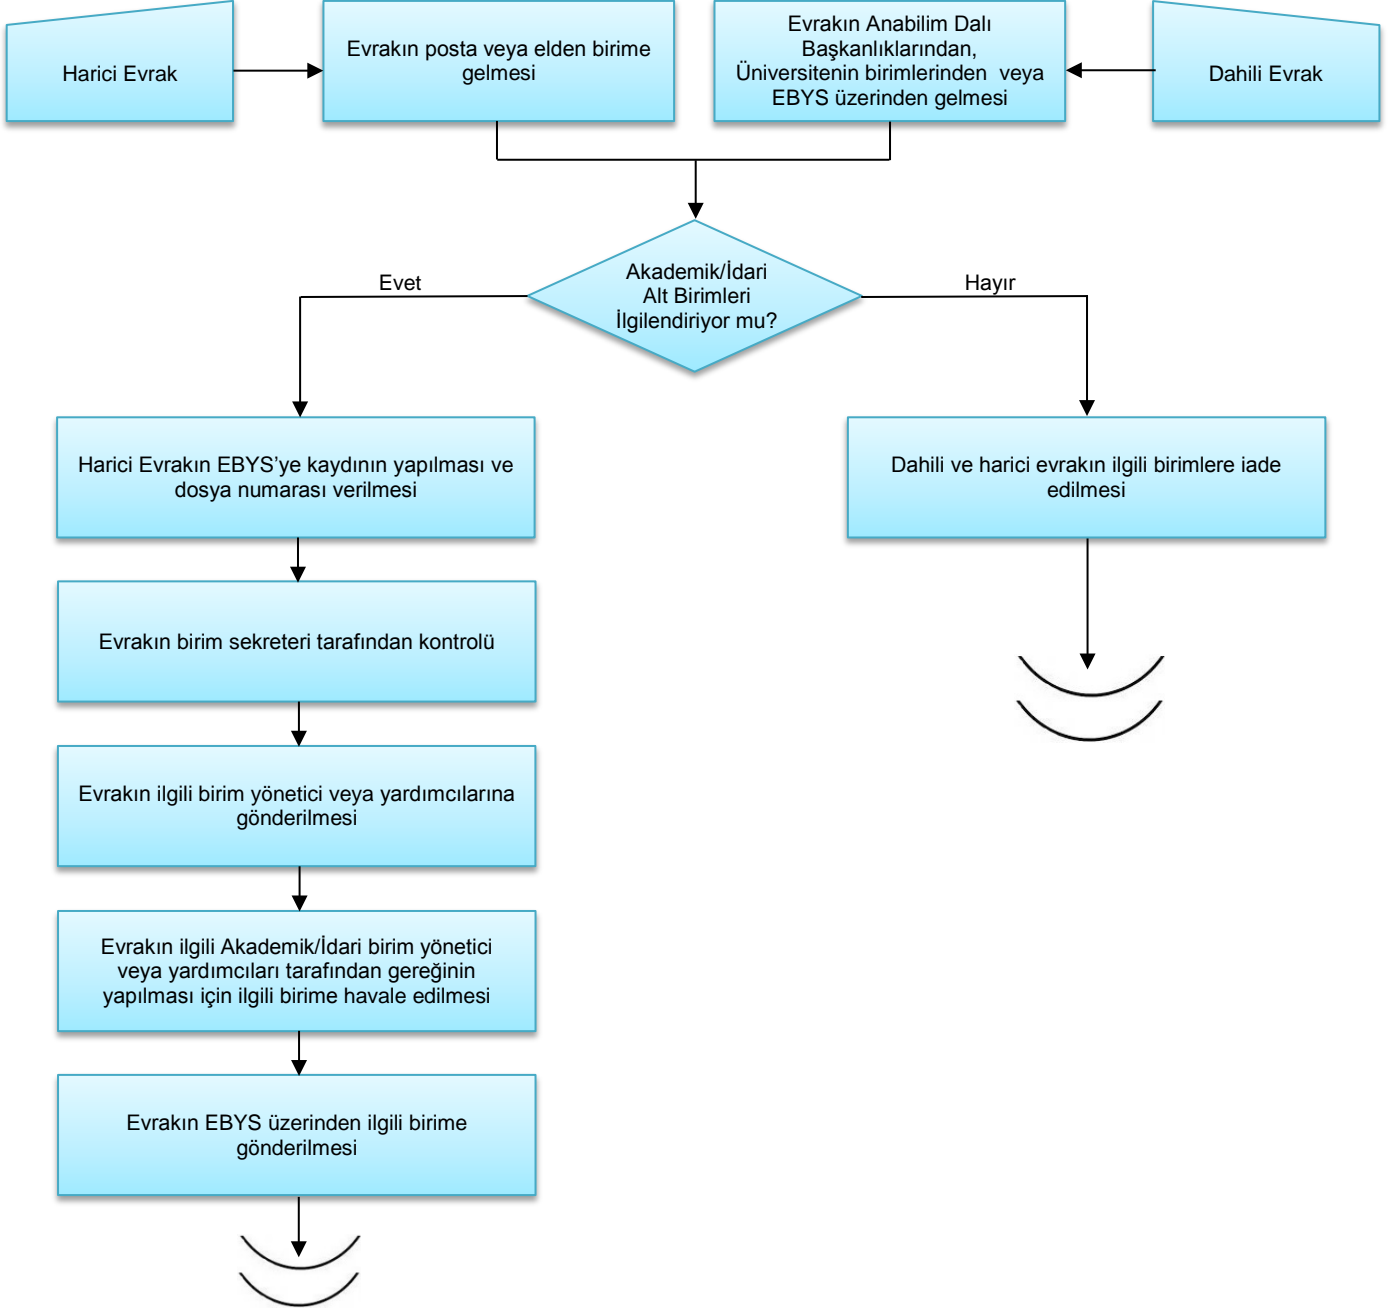 Harici Evrak
Evrakın posta veya elden birime
gelmesi
Evrakın Anabilim Dalı
Başkanlıklarından,
Üniversitenin birimlerinden veya
EBYS üzerinden gelmesi
Dahili Evrak
Akademik/İdari
Alt Birimleri
İlgilendiriyor mu?
Evet
Hayır
Harici Evrakın EBYS’ye kaydının yapılması ve
dosya numarası verilmesi
Dahili ve harici evrakın ilgili birimlere iade
edilmesi
Evrakın birim sekreteri tarafından kontrolü
Evrakın ilgili birim yönetici veya yardımcılarına
gönderilmesi
Evrakın ilgili Akademik/İdari birim yönetici
veya yardımcıları tarafından gereğinin
yapılması için ilgili birime havale edilmesi
Evrakın EBYS üzerinden ilgili birime
gönderilmesi